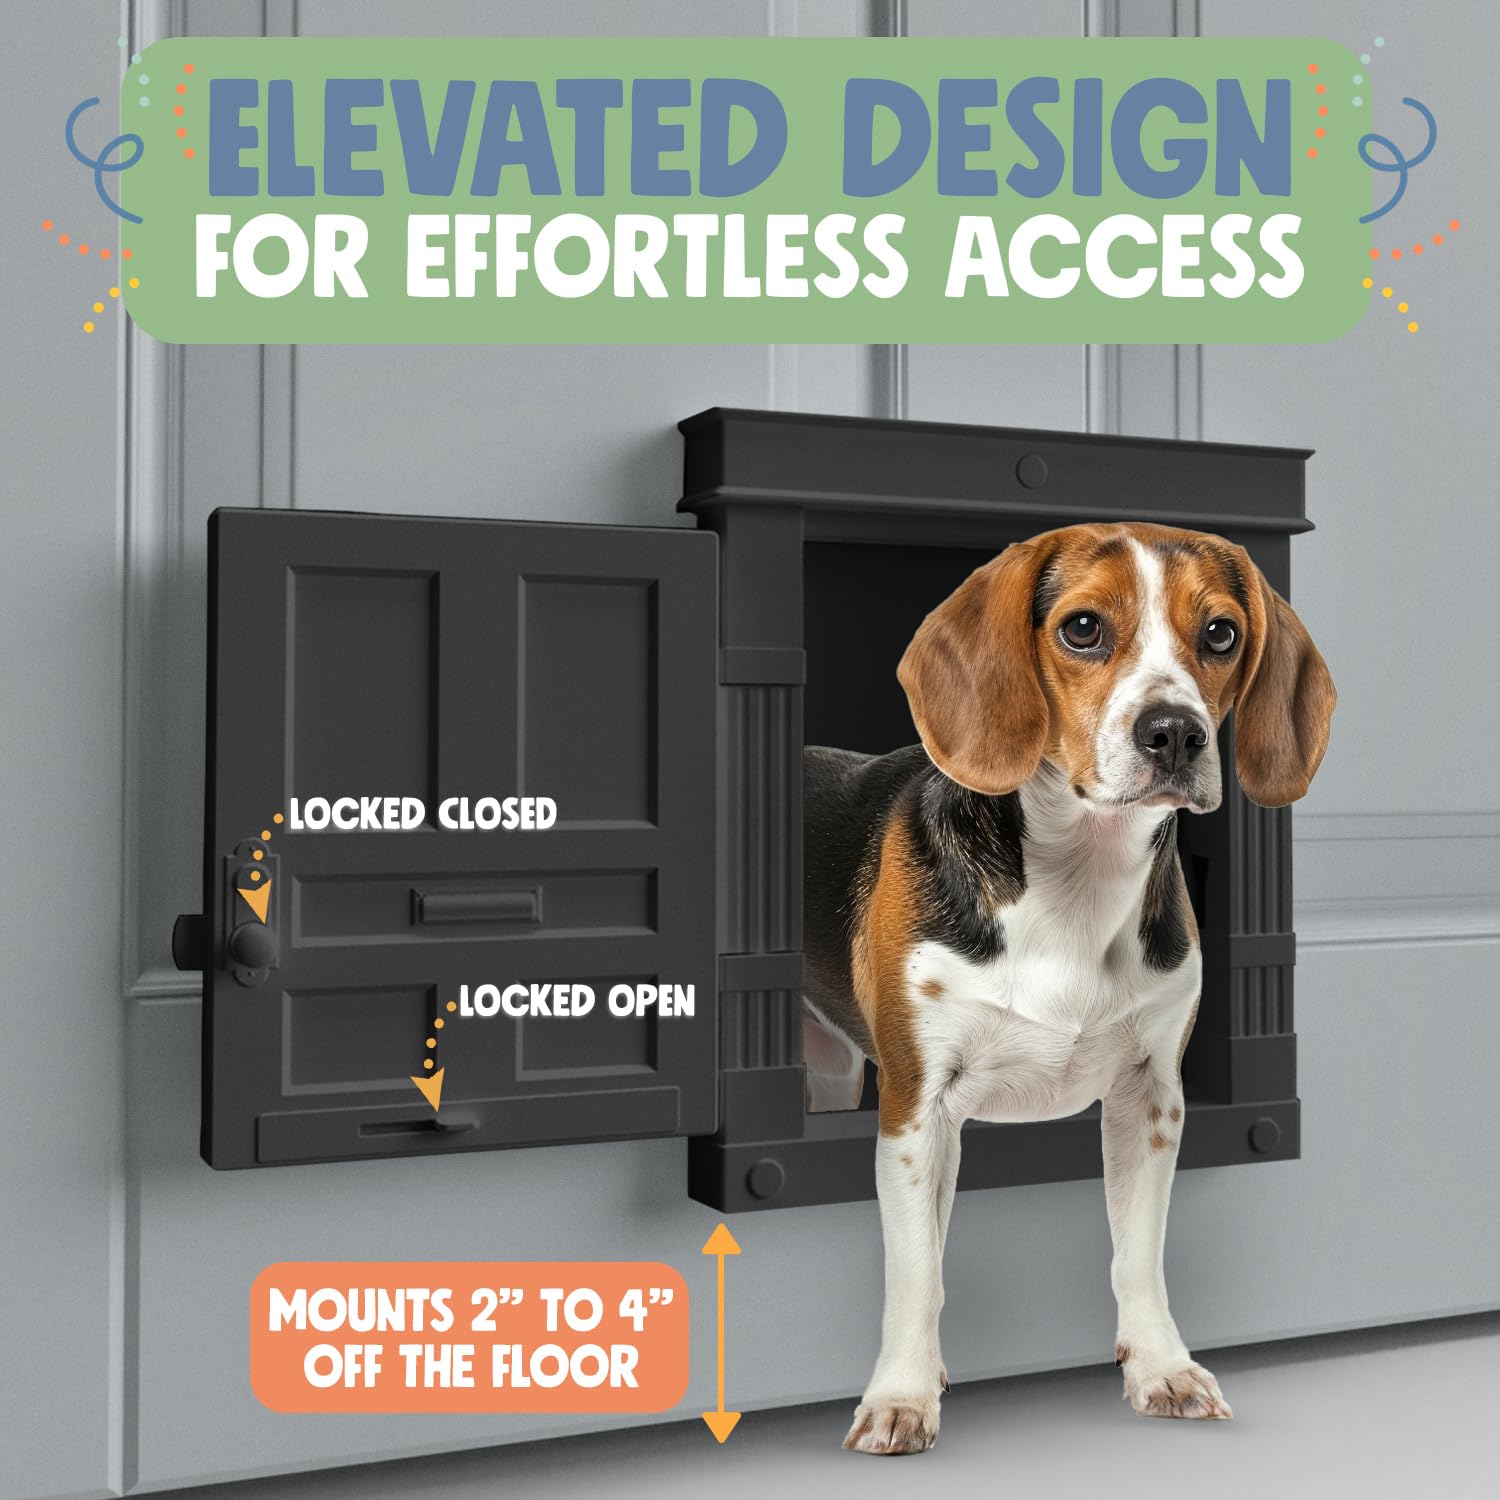 ELEVATED DESIGN
FOR EFFORTLESS ACCESS
LOCKED CLOSED
LOCKED OPEN
MOUNTS 2” TO 4”
OFF THE FLOOR